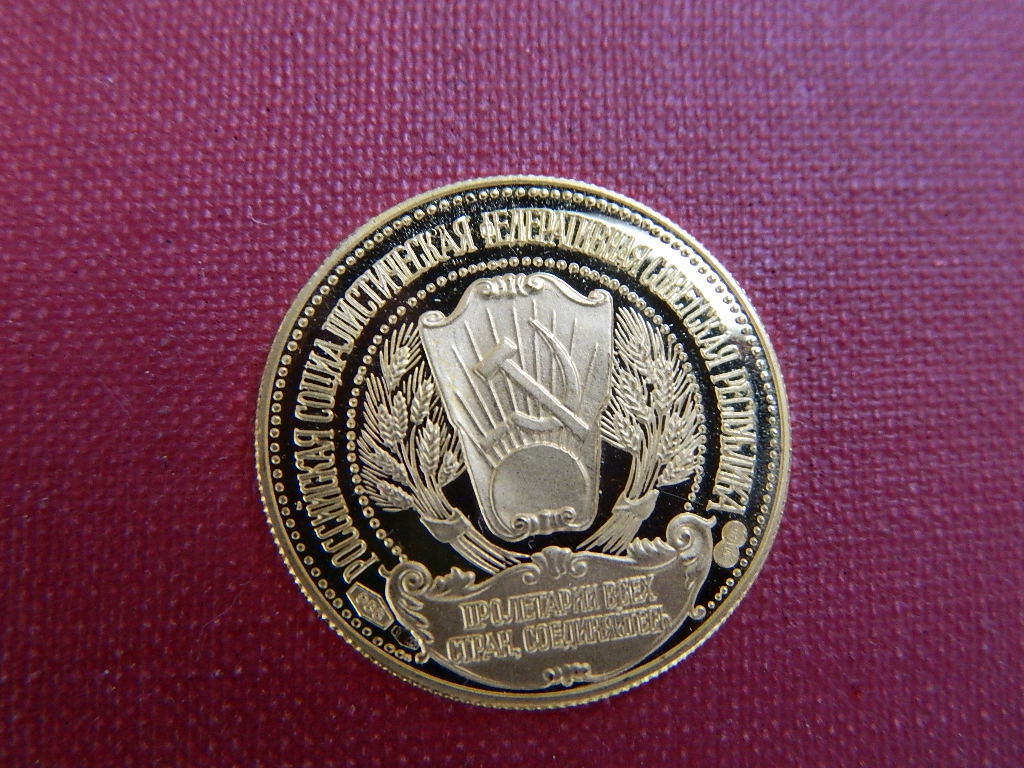 РОССИЙСКАЯ СОЦИАЛИСТИЧЕСКАЯ ФЕДЕРАТИВНАЯ СОВЕТСКАЯ РЕСПУБЛИКА
ПРОЛЕТАРИИ ВСЕХ
СТРАН, СОЕДИНЯЙТЕСЬ